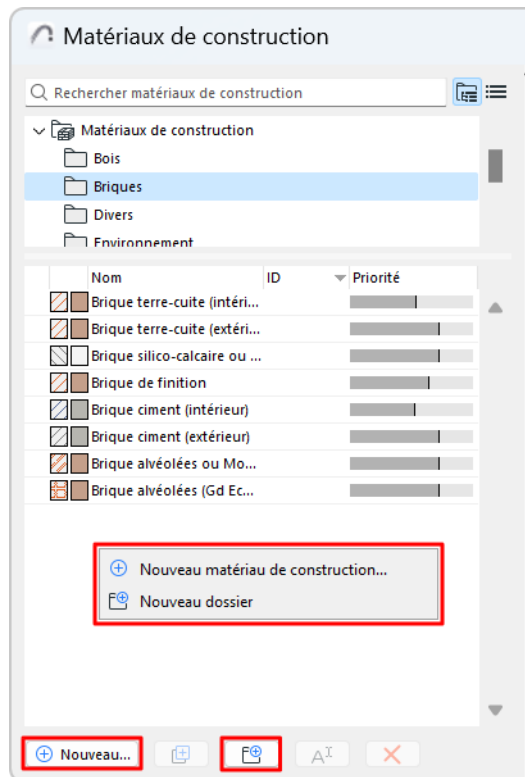 Matériaux de construction
Rechercher matériaux de construction
Matériaux de construction
Bois
Briques
Divers
Environnement
Nom ID Priorité
Brique terre-cuite (intéri...
Brique terre-cuite (extéri...
Brique silico-calcaire ou ...
Brique de finition
Brique ciment (intérieur)
Brique ciment (extérieur)
Brique alvéolées ou Mo...
Brique alvéolées (Gd Ec...
Nouveau matériau de construction...
Nouveau dossier
Nouveau...